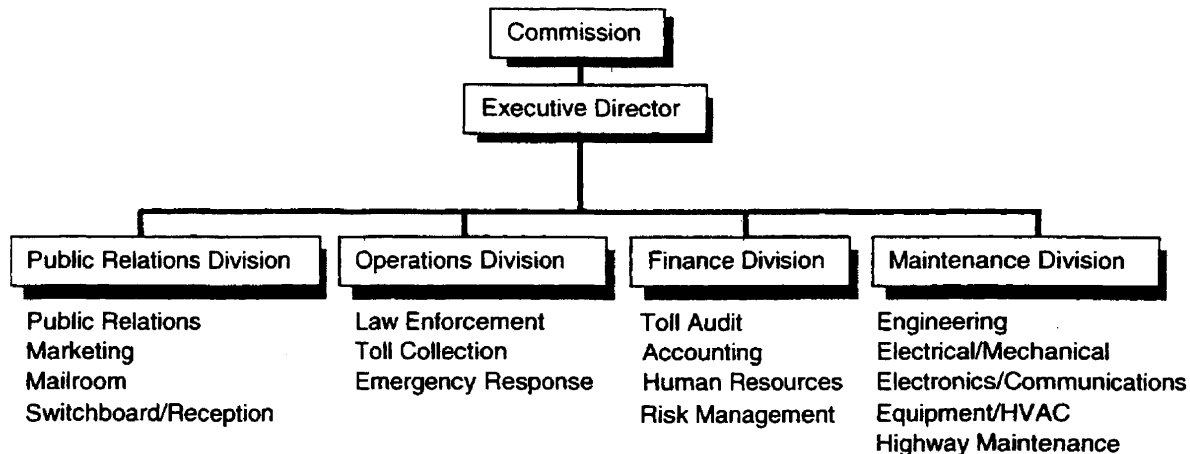 Commission
Executive Director
Public Relations Division
Public Relations
Marketing
Mailroom
Switchboard/Reception
Operations Division
Law Enforcement
Toll Collection
Emergency Response
Finance Division
Toll Audit
Accounting
Human Resources
Risk Management
Maintenance Division
Engineering
Electrical/Mechanical
Electronics/Communications
Equipment/HVAC
Highway Maintenance